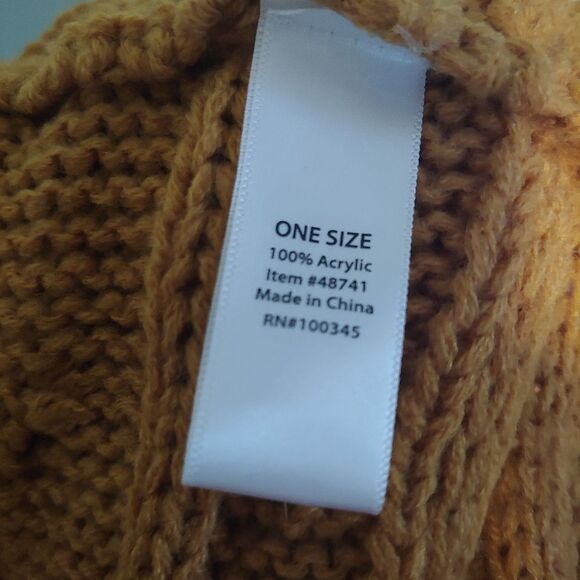 ONE SIZE
100% Acrylic
Item #48741
Made in China
RN#100345